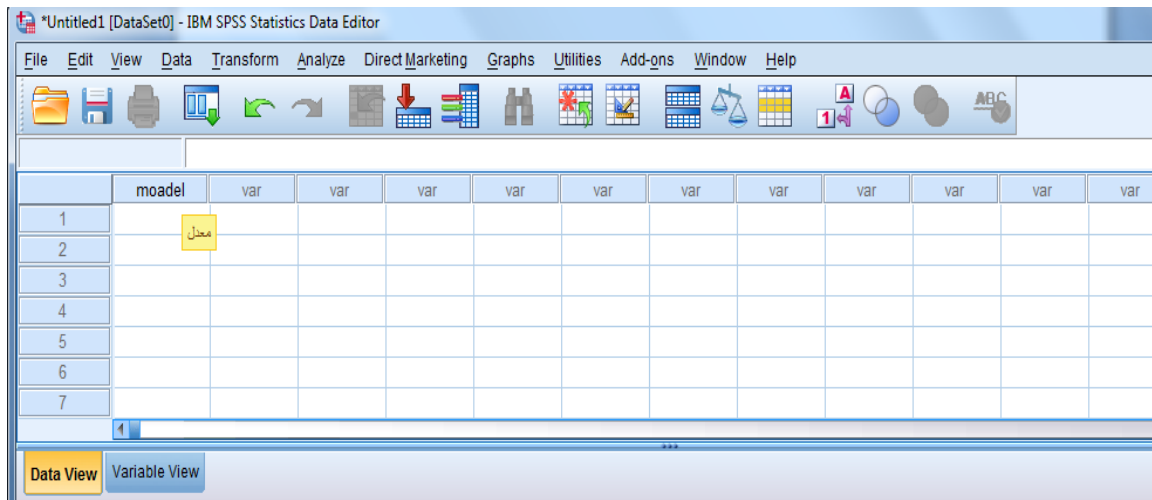 *Untitled1 [DataSet0] - IBM SPSS Statistics Data Editor
File Edit View Data Transform Analyze Direct Marketing Graphs Utilities Add-ons Window Help
A
1
ABC
moadel var var var var var var var var var var var
1
معدل
2
3
4
5
6
7
Data View Variable View